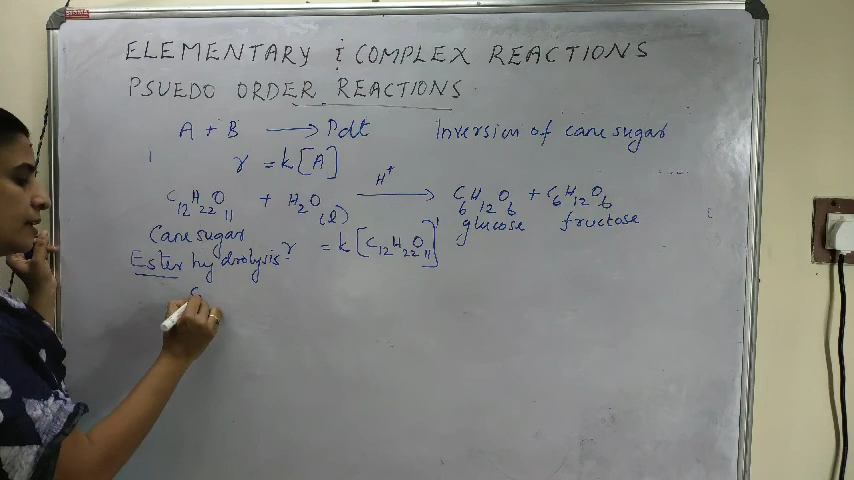 ELEMENTARY & COMPLEX REACTIONS
PSUEDO ORDER REACTIONS
A + B ⟶ Pdt Inversion of cane sugar
r = k[A]
C₁₂H₂₂O₁₁ + H₂O(l) —H⁺→ C₆H₁₂O₆ + C₆H₁₂O₆
Cane sugar glucose fructose
r = k[C₁₂H₂₂O₁₁]¹
Ester hydrolysis:-
C